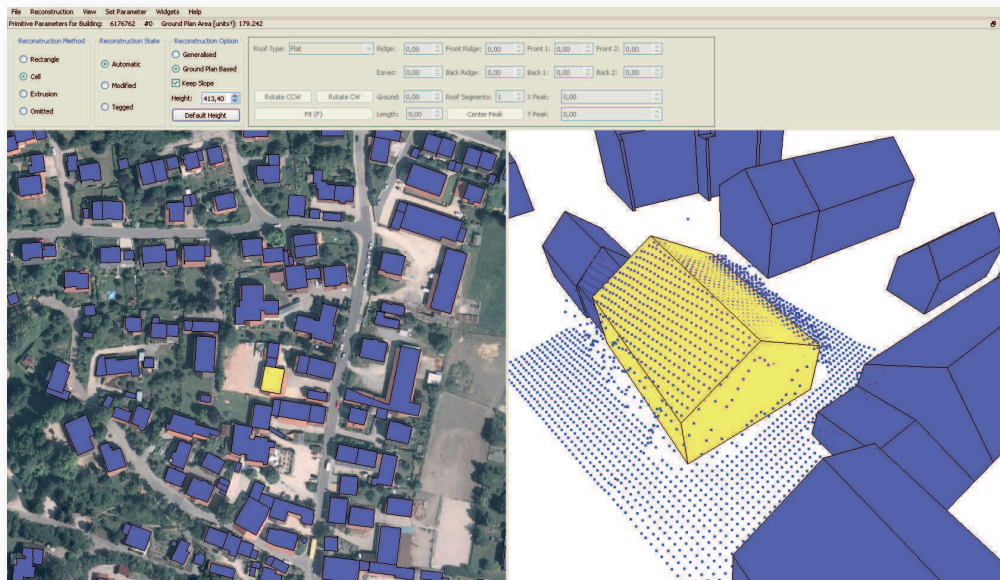 File Reconstruction View Set Parameter Widgets Help
Primitive Parameters for Building: 6176762 #0 Ground Plan Area [units²]: 179.242
Reconstruction Method
Rectangle
Cell
Extrusion
Omitted
Reconstruction State
Automatic
Modified
Tagged
Reconstruction Option
Generalised
Ground Plan Based
Keep Slope
Height: 413,40
Default Height
Roof Type: Flat Ridge: 0,00 Front Ridge: 0,00 Front 1: 0,00 Front 2: 0,00
Eaves: 0,00 Back Ridge: 0,00 Back 1: 0,00 Back 2: 0,00
Rotate CCW Rotate CW Ground: 0,00 Roof Segments: 1 X Peak: 0,00
Fit (F) Length: 0,00 Center Peak Y Peak: 0,00